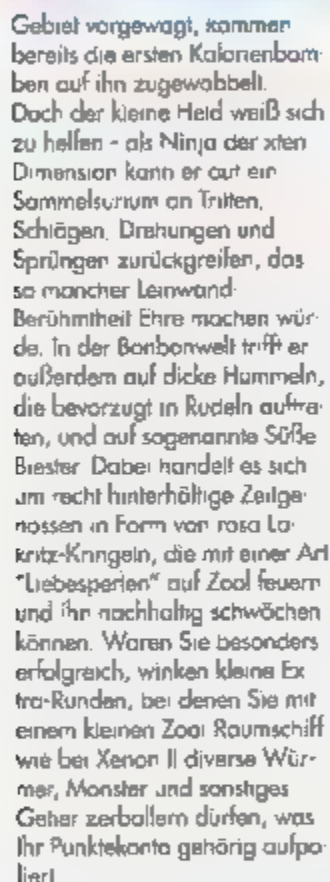 Gebiet vorgewagt, kommen
bereits die ersten Kalorienbom-
ben auf ihn zugewabbelt.
Doch der kleine Held weiß sich
zu helfen - als Ninja der xten
Dimension kann er auf ein
Sammelsurium an Tritten,
Schlägen, Drehungen und
Sprüngen zurückgreifen, das
so mancher Leinwand-
Berühmtheit Ehre machen wür-
de. In der Bonbonwelt trifft er
außerdem auf dicke Hummeln,
die bevorzugt in Rudeln auftre-
ten, und auf sogenannte Süße
Biester. Dabei handelt es sich
um recht hinterhältige Zeitge-
nossen in Form von rosa La-
kritz-Kringeln, die mit einer Art
"Liebesperlen" auf Zool feuern
und ihn nachhaltig schwächen
können. Waren Sie besonders
erfolgreich, winken kleine Ex-
tra-Runden, bei denen Sie mit
einem kleinen Zool Raumschiff
wie bei Xenon II diverse Wür-
mer, Monster und sonstiges
Getier zerballern dürfen, was
Ihr Punktekonto gehörig aufpo-
liert